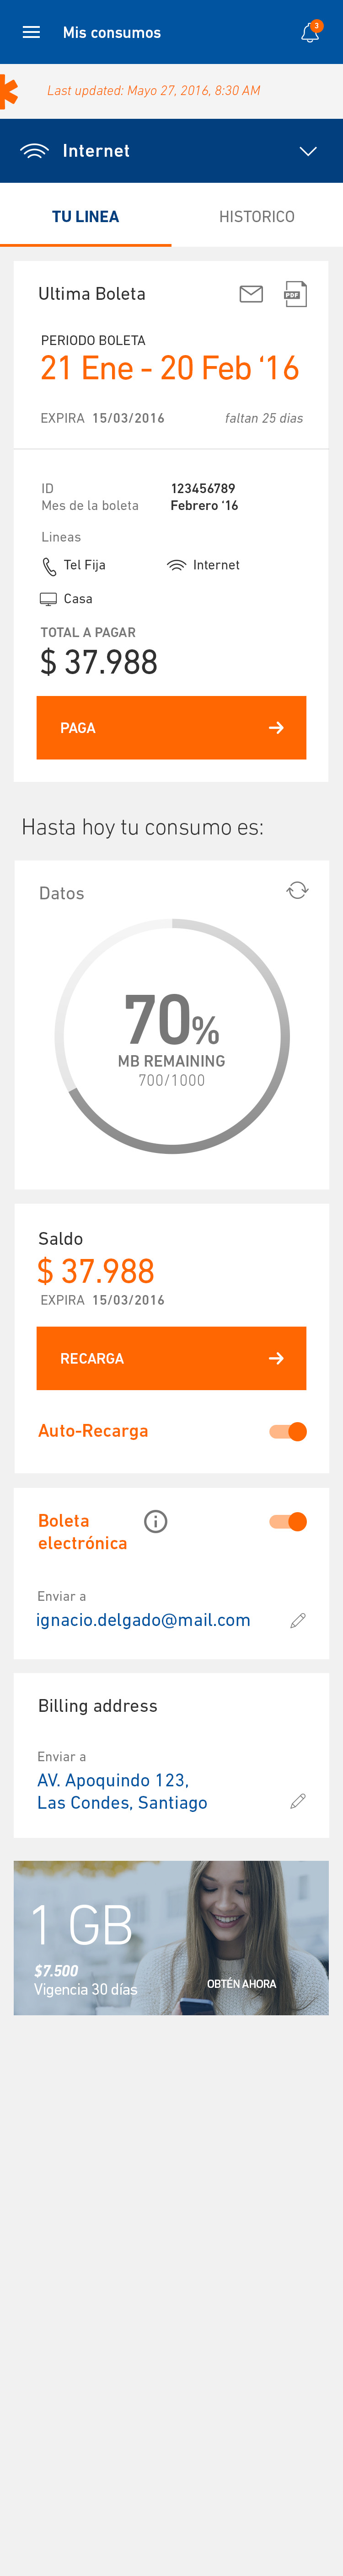 Mis consumos
3
Last updated: Mayo 27, 2016, 8:30 AM
Internet
TU LINEA
HISTORICO
Ultima Boleta
PDF
PERIODO BOLETA
21 Ene - 20 Feb ‘16
EXPIRA 15/03/2016
faltan 25 dias
ID
123456789
Mes de la boleta
Febrero ‘16
Lineas
Tel Fija
Internet
Casa
TOTAL A PAGAR
$ 37.988
PAGA
Hasta hoy tu consumo es:
Datos
70%
MB REMAINING
700/1000
Saldo
$ 37.988
EXPIRA 15/03/2016
RECARGA
Auto-Recarga
Boleta
electrónica
Enviar a
ignacio.delgado@mail.com
Billing address
Enviar a
AV. Apoquindo 123,
Las Condes, Santiago
1 GB
$7.500
Vigencia 30 días
OBTÉN AHORA